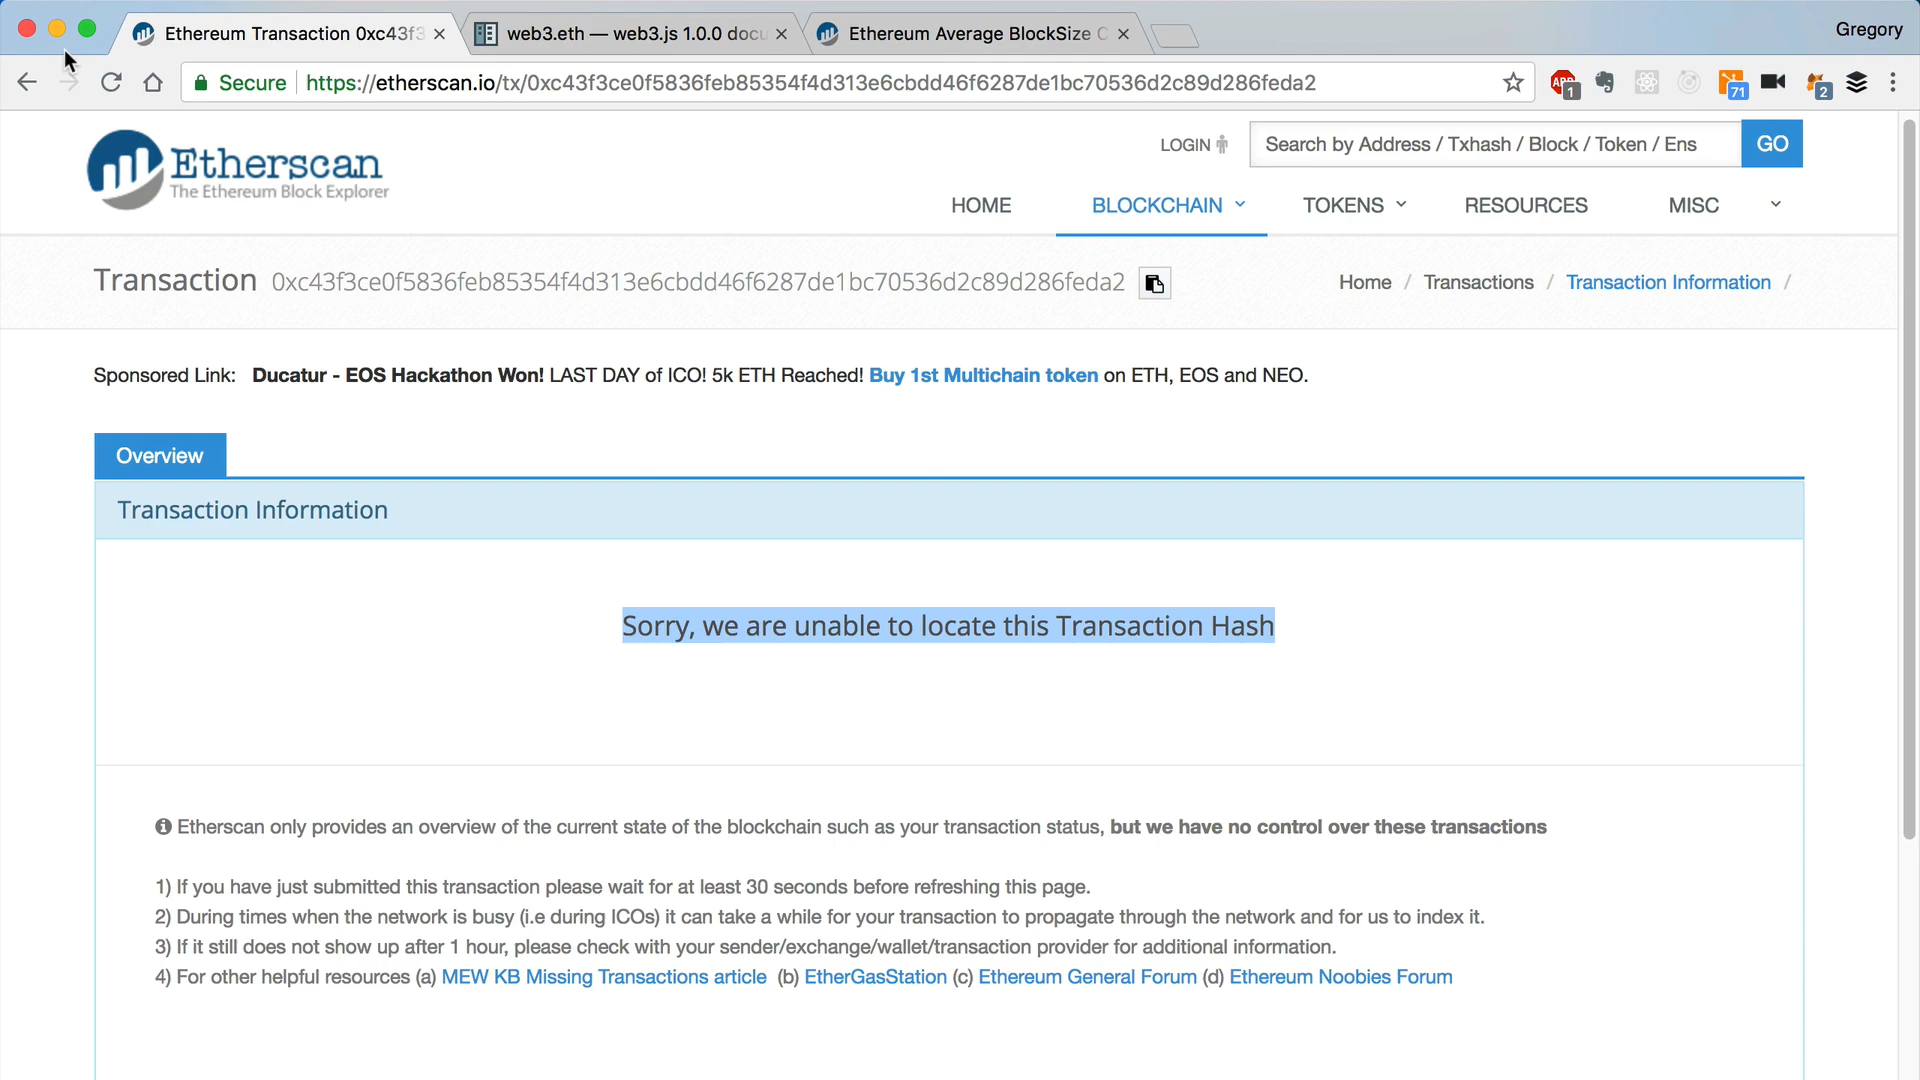 Ethereum Transaction 0xc43f3
web3.eth — web3.js 1.0.0 docu
Ethereum Average BlockSize C
Gregory
Secure
https://etherscan.io/tx/0xc43f3ce0f5836feb85354f4d313e6cbdd46f6287de1bc70536d2c89d286feda2
ABP
1
71
2
Etherscan
The Ethereum Block Explorer
LOGIN
Search by Address / Txhash / Block / Token / Ens
GO
HOME
BLOCKCHAIN
TOKENS
RESOURCES
MISC
Transaction 0xc43f3ce0f5836feb85354f4d313e6cbdd46f6287de1bc70536d2c89d286feda2
Home / Transactions / Transaction Information /
Sponsored Link: Ducatur - EOS Hackathon Won! LAST DAY of ICO! 5k ETH Reached! Buy 1st Multichain token on ETH, EOS and NEO.
Overview
Transaction Information
Sorry, we are unable to locate this Transaction Hash
Etherscan only provides an overview of the current state of the blockchain such as your transaction status, but we have no control over these transactions
1) If you have just submitted this transaction please wait for at least 30 seconds before refreshing this page.
2) During times when the network is busy (i.e during ICOs) it can take a while for your transaction to propagate through the network and for us to index it.
3) If it still does not show up after 1 hour, please check with your sender/exchange/wallet/transaction provider for additional information.
4) For other helpful resources (a) MEW KB Missing Transactions article (b) EtherGasStation (c) Ethereum General Forum (d) Ethereum Noobies Forum